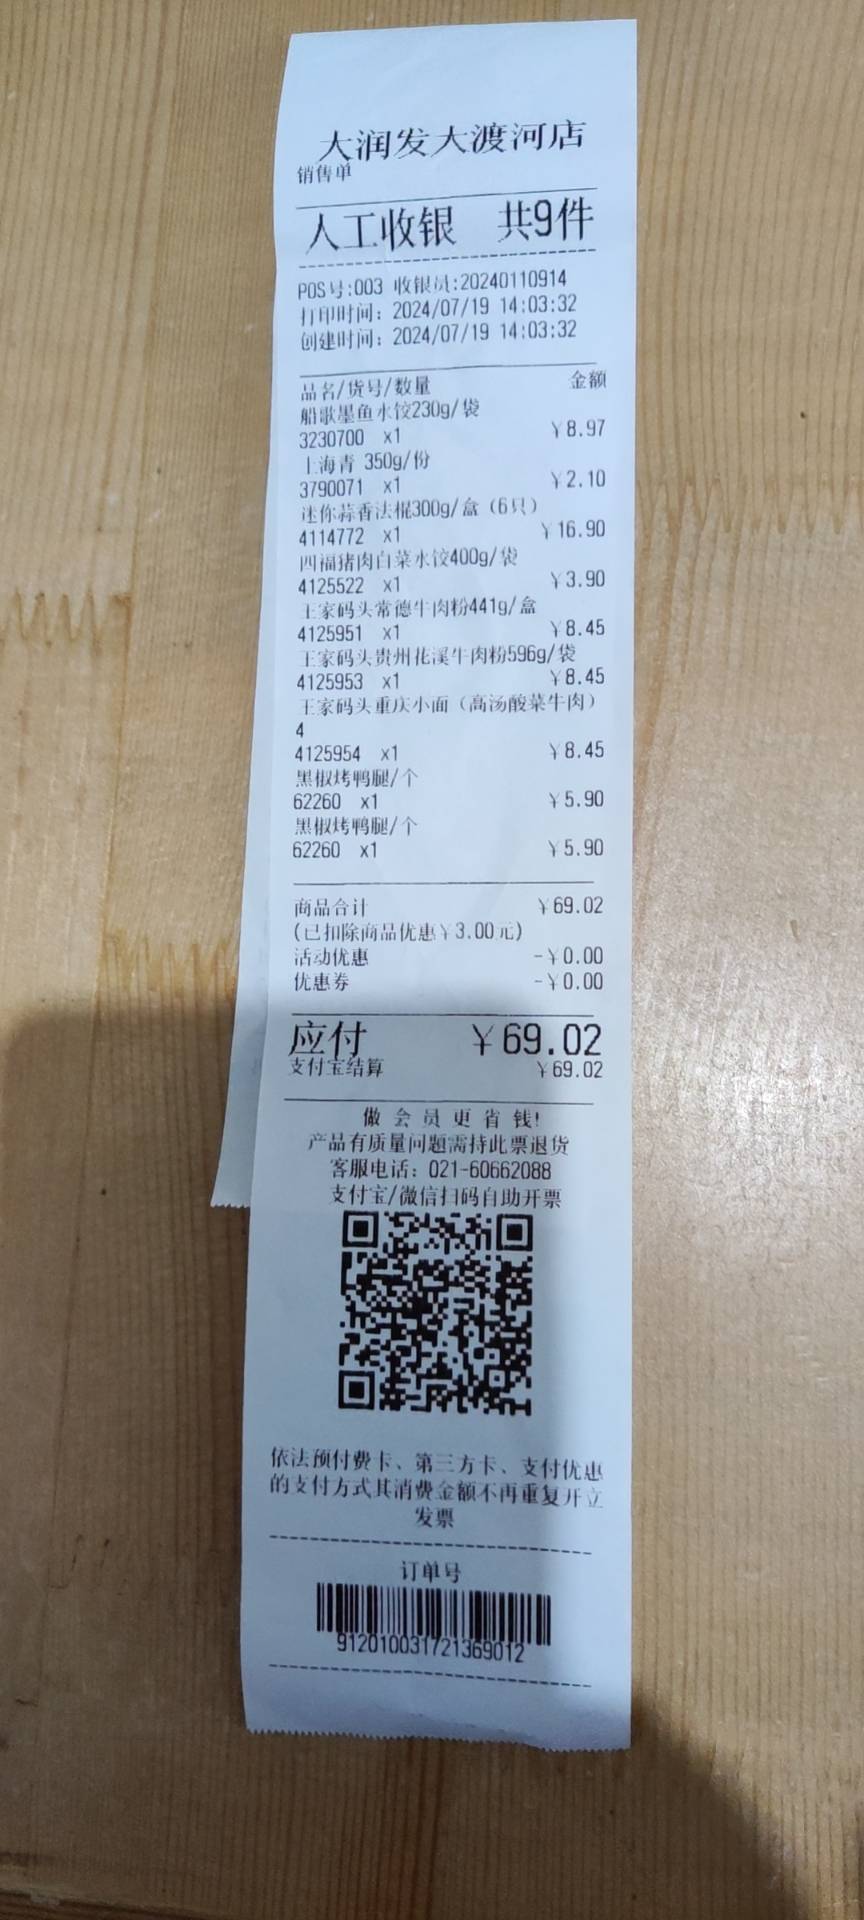 大润发大渡河店
销售单
人工收银 共9件
POS号:003 收银员:20240110914
打印时间: 2024/07/19 14:03:32
创建时间: 2024/07/19 14:03:32
品名/货号/数量 金额
船歌墨鱼水饺230g/袋
3230700 x1 ￥8.97
上海青 350g/份
3790071 x1 ￥2.10
迷你蒜香法棍300g/盒（6只）
4114772 x1 ￥16.90
四福猪肉白菜水饺400g/袋
4125522 x1 ￥3.90
王家码头常德牛肉粉441g/盒
4125951 x1 ￥8.45
王家码头贵州花溪牛肉粉596g/袋
4125953 x1 ￥8.45
王家码头重庆小面（高汤酸菜牛肉）
4
4125954 x1 ￥8.45
黑椒烤鸭腿/个
62260 x1 ￥5.90
黑椒烤鸭腿/个
62260 x1 ￥5.90
商品合计 ￥69.02
(已扣除商品优惠￥3.00元)
活动优惠 -￥0.00
优惠券 -￥0.00
应付 ￥69.02
支付宝结算 ￥69.02
做会员更省钱!
产品有质量问题需持此票退货
客服电话: 021-60662088
支付宝/微信扫码自助开票
依法预付费卡、第三方卡、支付优惠
的支付方式其消费金额不再重复开立
发票
订单号
912010031721369012